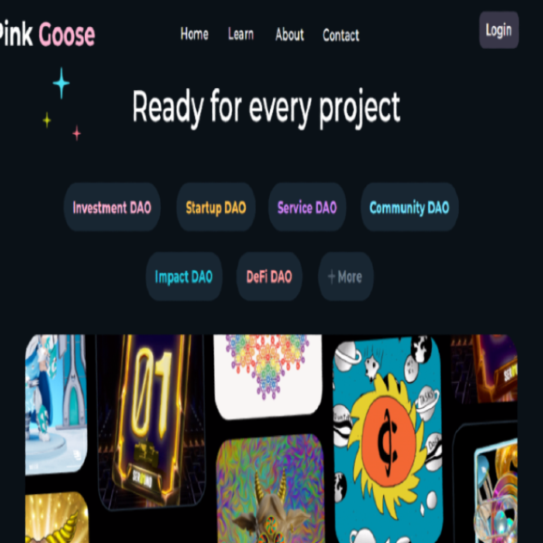 Pink Goose
Home Learn About Contact
Login
Ready for every project
Investment DAO
Startup DAO
Service DAO
Community DAO
Impact DAO
DeFi DAO
+ More
01